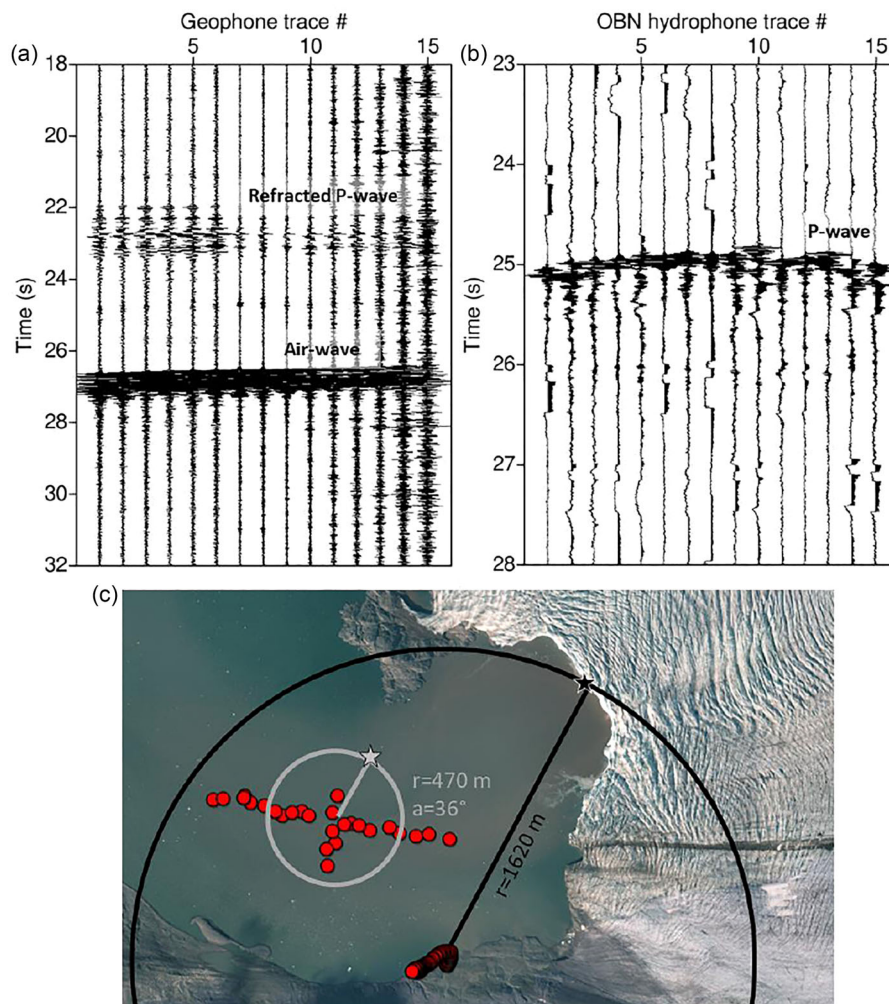 Geophone trace #
(a)
5 10 15
18
20
22
24
26
28
30
32
Time (s)
Refracted P-wave
Air-wave
OBN hydrophone trace #
(b)
5 10 15
23
24
25
26
27
28
Time (s)
P-wave
(c)
r=470 m
a=36°
r=1620 m